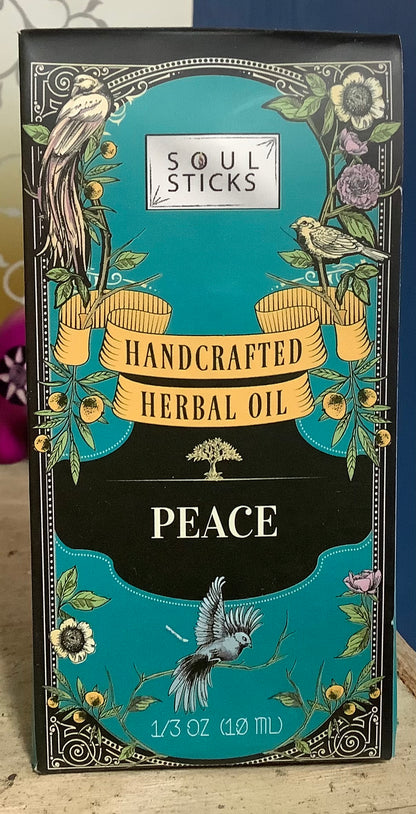 SOUL
STICKS
HANDCRAFTED
HERBAL OIL
PEACE
1/3 OZ (10 ML)